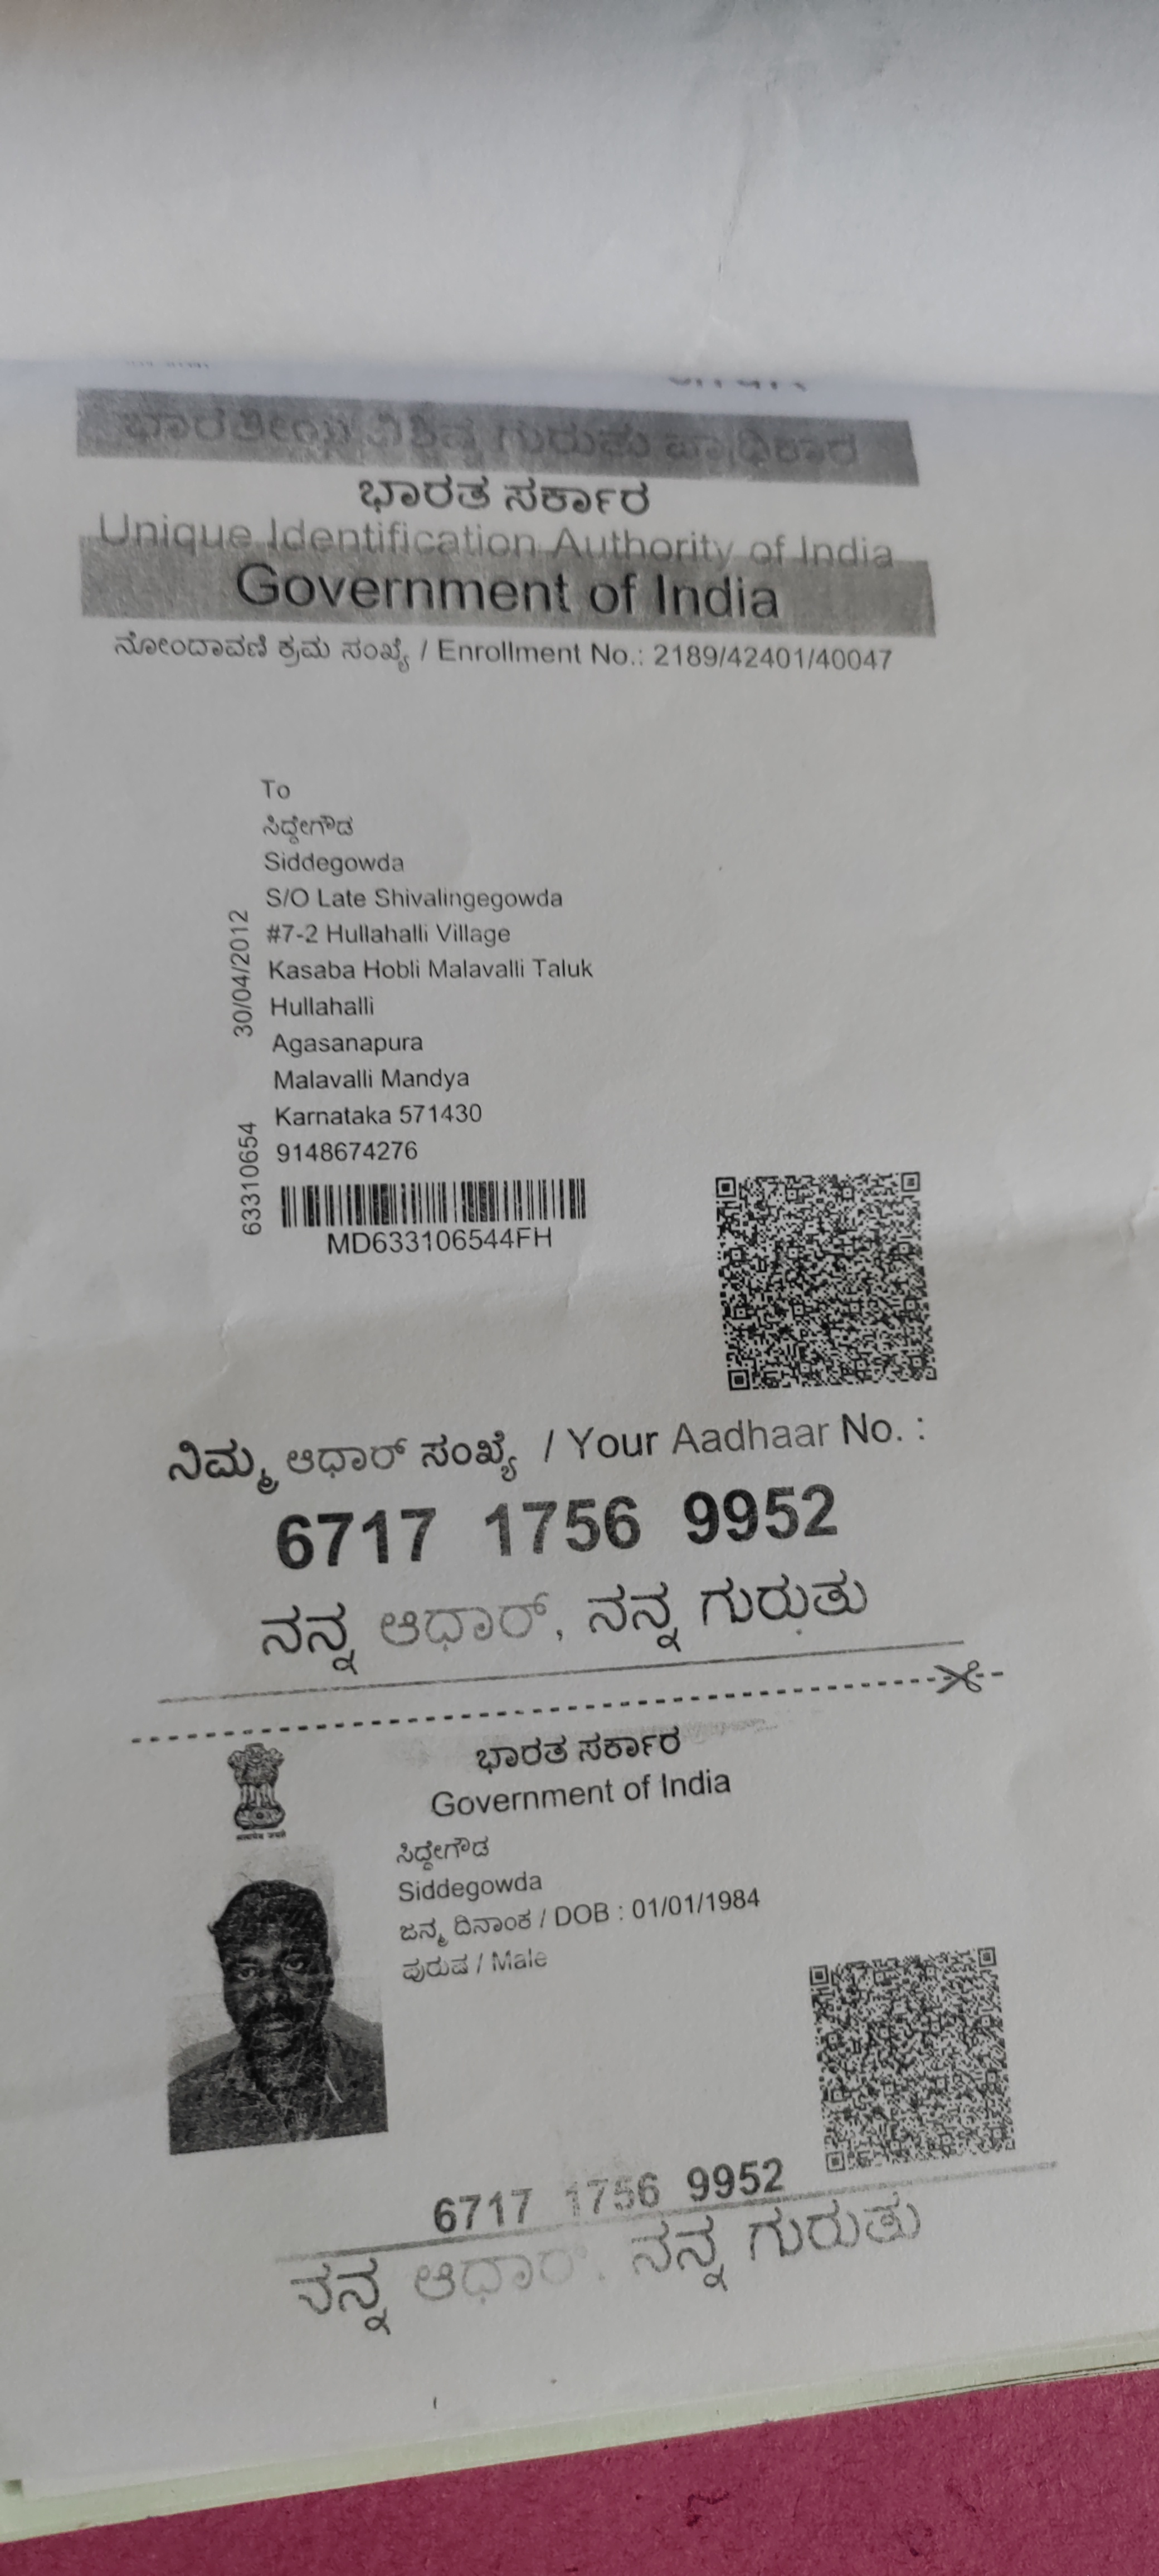 ಭಾರತೀಯ ವಿಶಿಷ್ಟ ಗುರುತು ಪ್ರಾಧಿಕಾರ
ಭಾರತ ಸರ್ಕಾರ
Unique Identification Authority of India
Government of India
ನೋಂದಾವಣಿ ಕ್ರಮ ಸಂಖ್ಯೆ / Enrollment No.: 2189/42401/40047
To
ಸಿದ್ದೇಗೌಡ
Siddegowda
S/O Late Shivalingegowda
#7-2 Hullahalli Village
Kasaba Hobli Malavalli Taluk
Hullahalli
Agasanapura
Malavalli Mandya
Karnataka 571430
9148674276
30/04/2012
63310654
MD633106544FH
ನಿಮ್ಮ ಆಧಾರ್ ಸಂಖ್ಯೆ / Your Aadhaar No. :
6717 1756 9952
ನನ್ನ ಆಧಾರ್, ನನ್ನ ಗುರುತು
ಭಾರತ ಸರ್ಕಾರ
Government of India
ಸಿದ್ದೇಗೌಡ
Siddegowda
ಜನ್ಮ ದಿನಾಂಕ / DOB : 01/01/1984
ಪುರುಷ / Male
6717 1756 9952
ನನ್ನ ಆಧಾರ್, ನನ್ನ ಗುರುತು